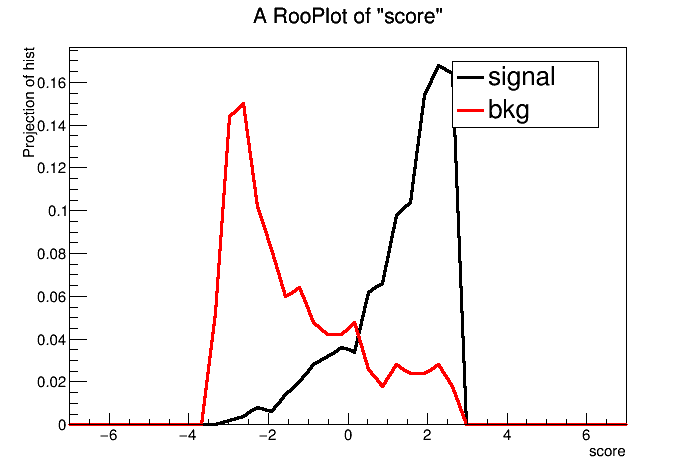 A RooPlot of "score"
Projection of hist
0.16
0.14
0.12
0.1
0.08
0.06
0.04
0.02
0
signal
bkg
−6 −4 −2 0 2 4 6
score